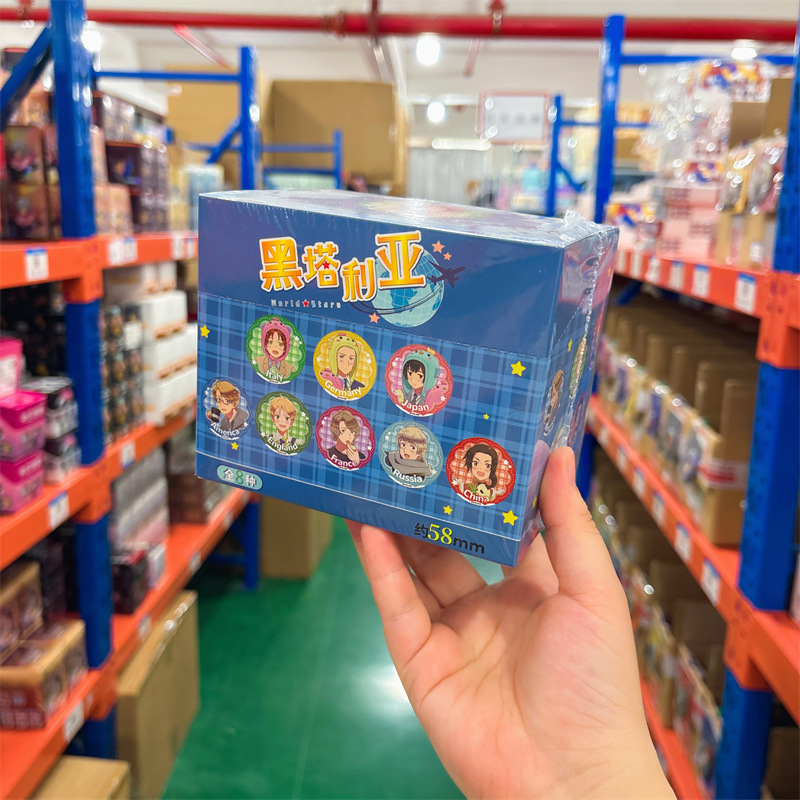 黑塔利亚
World★Stars
Italy
Germany
Japan
America
England
France
Russia
China
全8种
约58mm